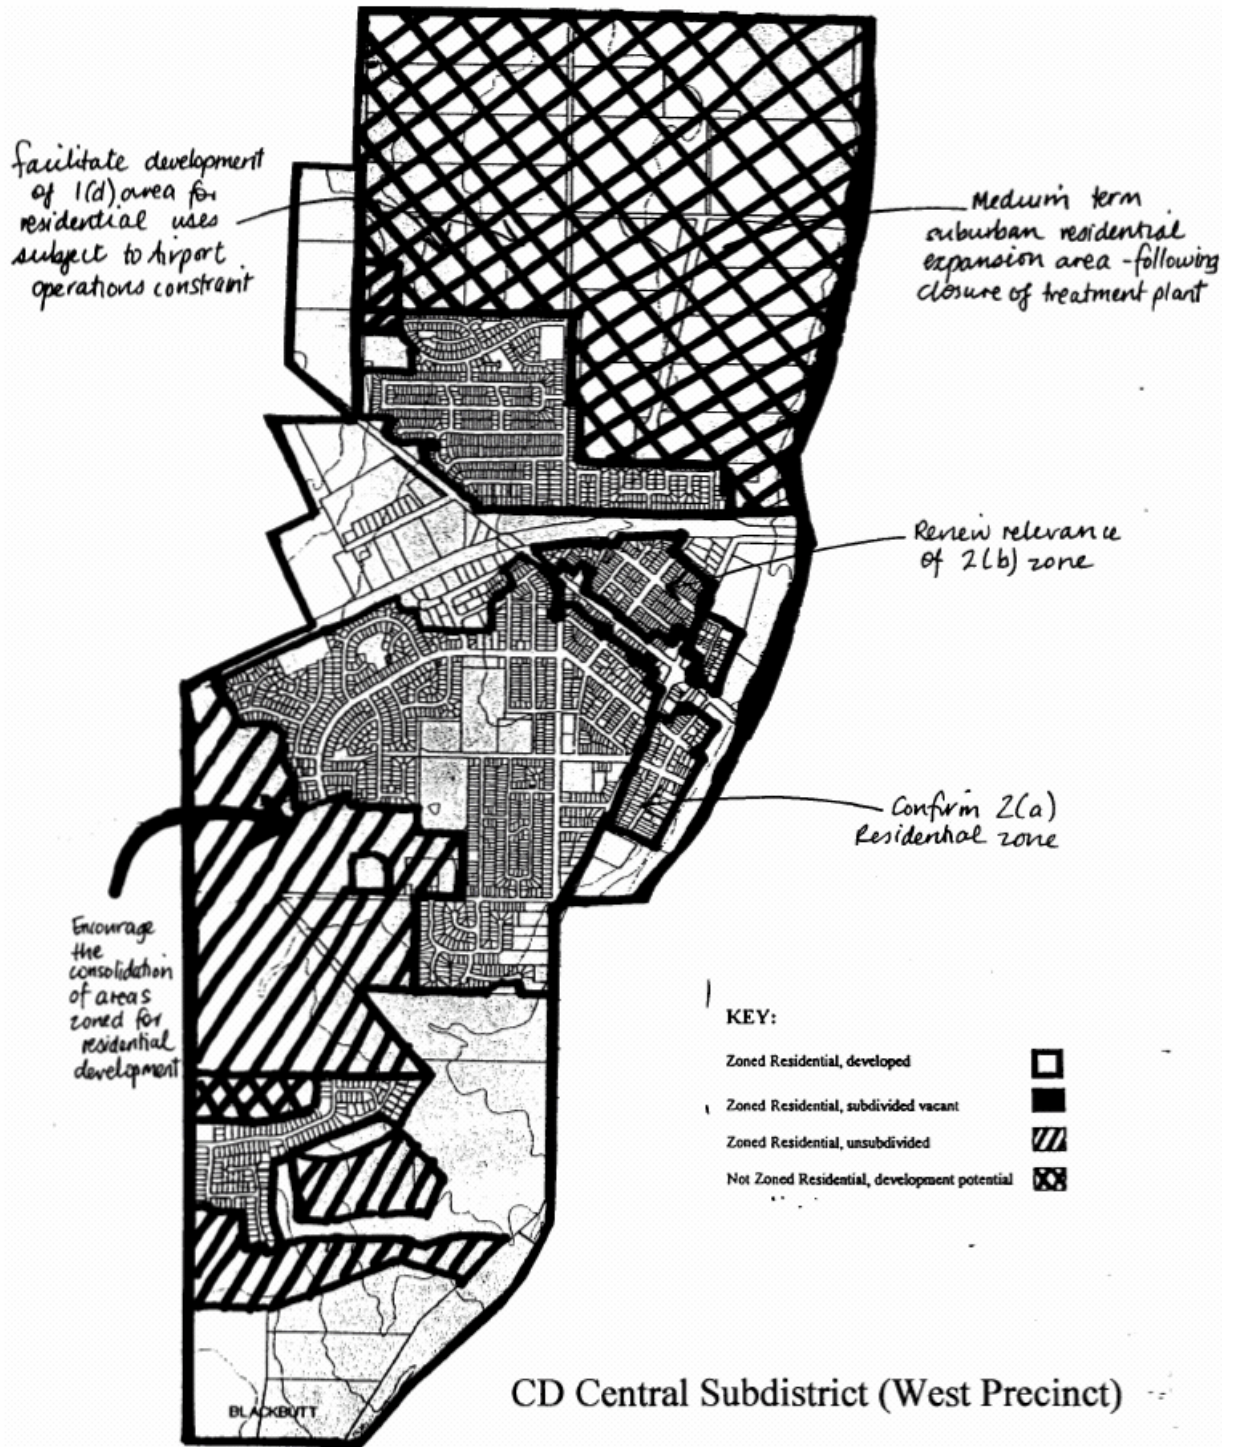 facilitate development
of 1(d) area for
residential uses
subject to Airport
operations constraint
Medium term
suburban residential
expansion area - following
closure of treatment plant
Renew relevance
of 2(b) zone
Confirm 2(a)
Residential zone
Encourage
the
consolidation
of areas
zoned for
residential
development
KEY:
Zoned Residential, developed
Zoned Residential, subdivided vacant
Zoned Residential, unsubdivided
Not Zoned Residential, development potential
CD Central Subdistrict (West Precinct)
BLACKBUTT